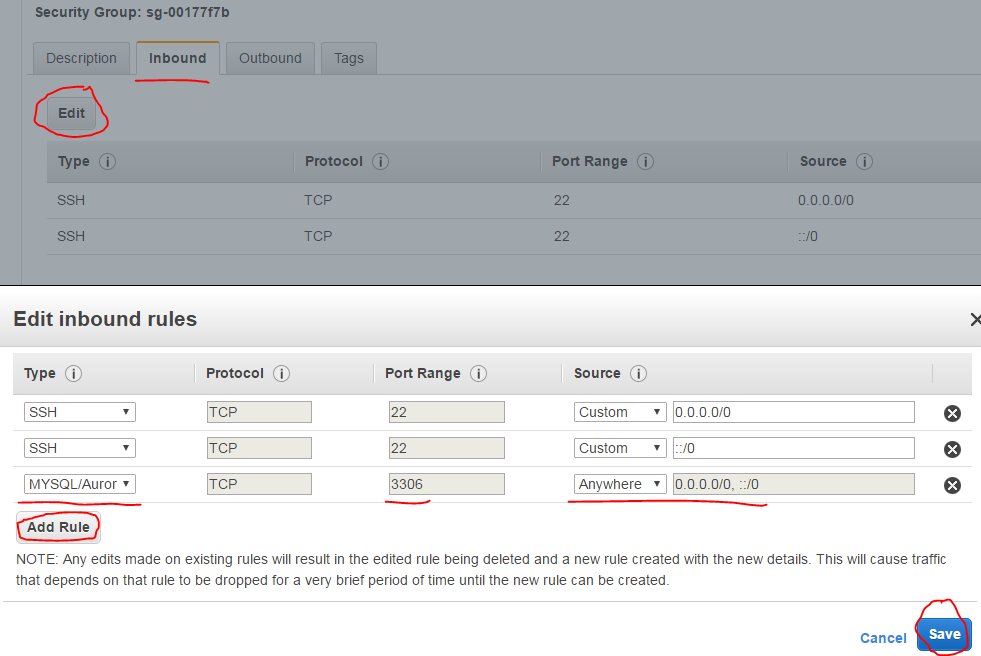 Security Group: sg-00177f7b
Description Inbound Outbound Tags
Edit
Type i Protocol i Port Range i Source i
SSH TCP 22 0.0.0.0/0
SSH TCP 22 ::/0
Edit inbound rules
Type i Protocol i Port Range i Source i
SSH TCP 22 Custom 0.0.0.0/0
SSH TCP 22 Custom ::/0
MYSQL/Auror TCP 3306 Anywhere 0.0.0.0/0, ::/0
Add Rule
NOTE: Any edits made on existing rules will result in the edited rule being deleted and a new rule created with the new details. This will cause traffic
that depends on that rule to be dropped for a very brief period of time until the new rule can be created.
Cancel Save